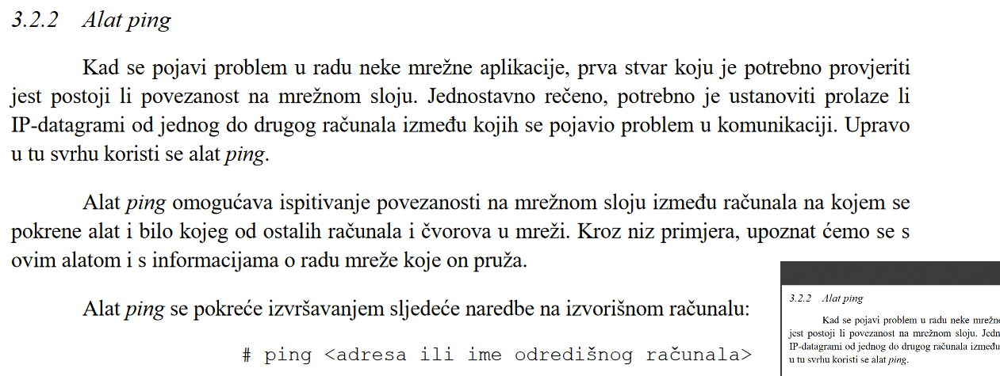 3.2.2 Alat ping
Kad se pojavi problem u radu neke mrežne aplikacije, prva stvar koju je potrebno provjeriti
jest postoji li povezanost na mrežnom sloju. Jednostavno rečeno, potrebno je ustanoviti prolaze li
IP-datagrami od jednog do drugog računala između kojih se pojavio problem u komunikaciji. Upravo
u tu svrhu koristi se alat ping.
Alat ping omogućava ispitivanje povezanosti na mrežnom sloju između računala na kojem se
pokrene alat i bilo kojeg od ostalih računala i čvorova u mreži. Kroz niz primjera, upoznat ćemo se s
ovim alatom i s informacijama o radu mreže koje on pruža.
Alat ping se pokreće izvršavanjem sljedeće naredbe na izvorišnom računalu:
# ping <adresa ili ime odredišnog računala>
3.2.2 Alat ping
Kad se pojavi problem u radu neke mrežne
jest postoji li povezanost na mrežnom sloju. Jedn
IP-datagrami od jednog do drugog računala između
u tu svrhu koristi se alat ping.